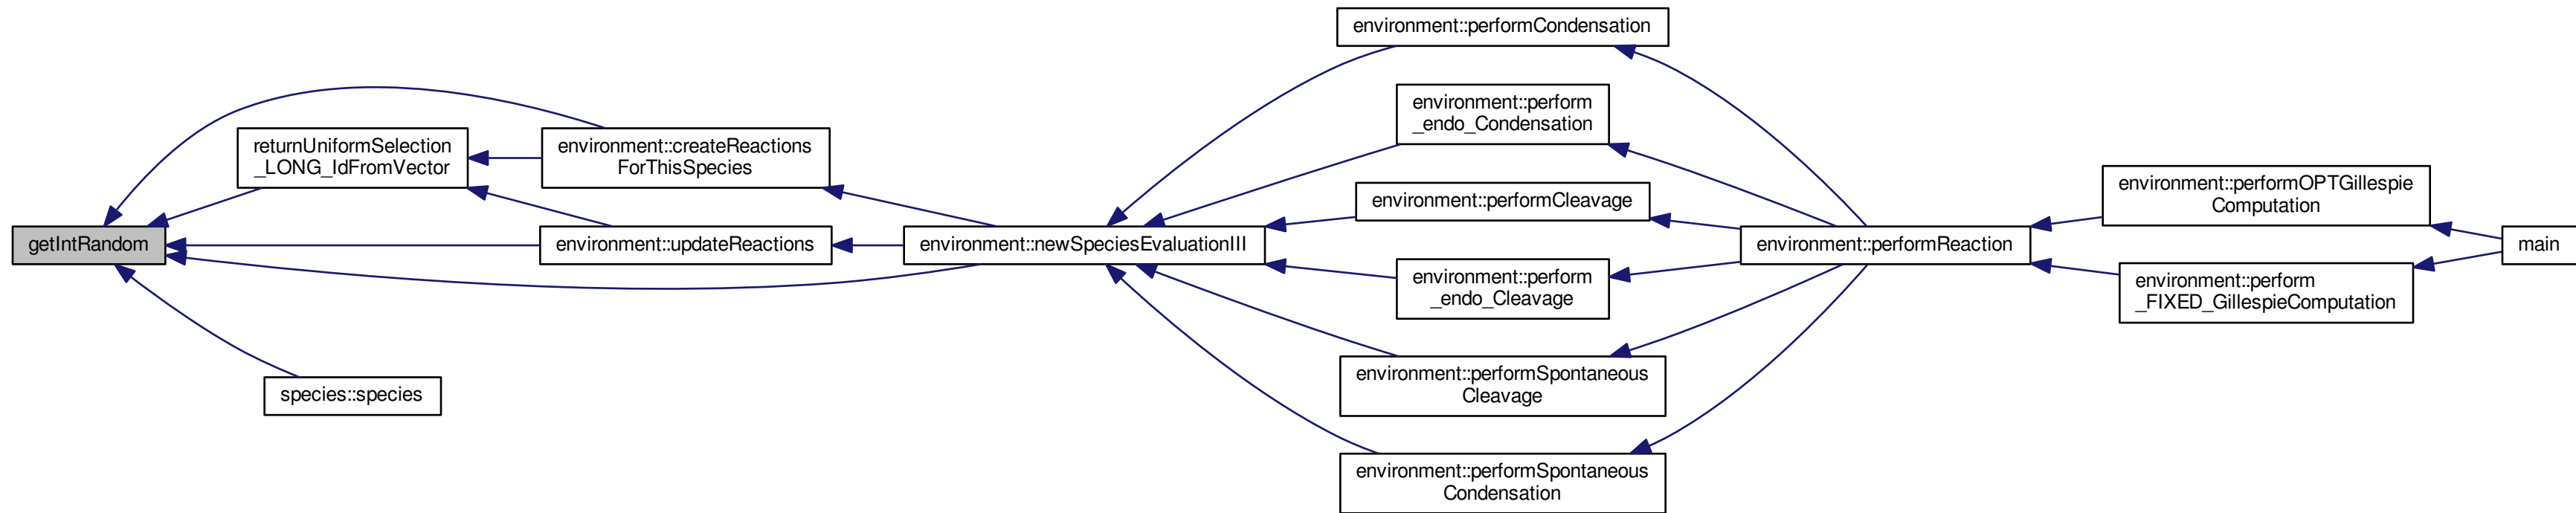 environment::performCondensation
environment::perform
_endo_Condensation
returnUniformSelection
_LONG_IdFromVector
environment::createReactions
ForThisSpecies
environment::performCleavage
environment::performOPTGillespie
Computation
getIntRandom
environment::updateReactions
environment::newSpeciesEvaluationIII
environment::performReaction
main
environment::perform
_endo_Cleavage
environment::perform
_FIXED_GillespieComputation
species::species
environment::performSpontaneous
Cleavage
environment::performSpontaneous
Condensation